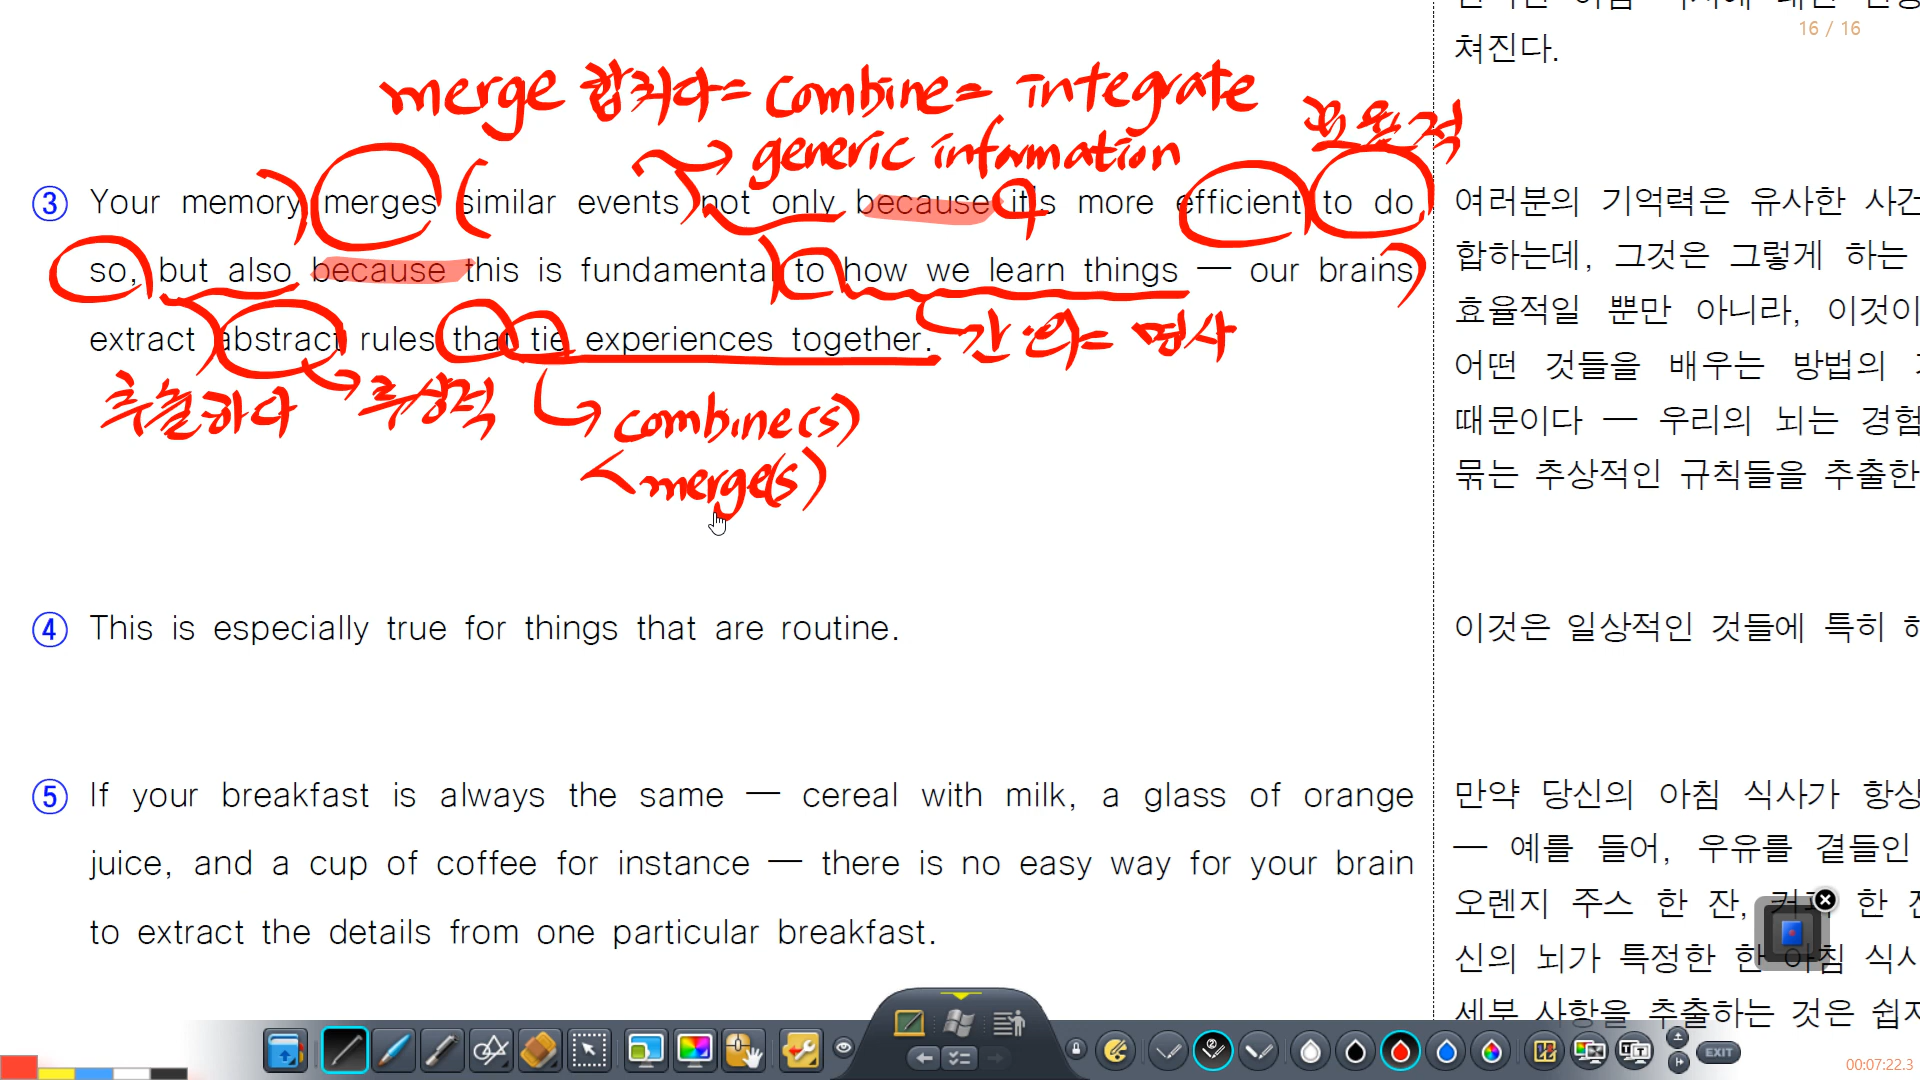 쳐진다.
16 / 16
merge 합치다= combine= integrate
generic information
효율적
③ Your memory merges similar events not only because it's more efficient to do
so, but also because this is fundamental to how we learn things — our brains
extract abstract rules that tie experiences together.
간.의= 명사
추출하다
추상적
combine(s)
merge(s)
④ This is especially true for things that are routine.
⑤ If your breakfast is always the same — cereal with milk, a glass of orange
juice, and a cup of coffee for instance — there is no easy way for your brain
to extract the details from one particular breakfast.
여러분의 기억력은 유사한 사건
합하는데, 그것은 그렇게 하는
효율적일 뿐만 아니라, 이것이
어떤 것들을 배우는 방법의
때문이다 — 우리의 뇌는 경험
묶는 추상적인 규칙들을 추출한
이것은 일상적인 것들에 특히
만약 당신의 아침 식사가 항상
— 예를 들어, 우유를 곁들인
오렌지 주스 한 잔, 커피 한
신의 뇌가 특정한 한 아침 식사
세부 사항을 추출하는 것은 쉽지
EXIT
00:07:22.3